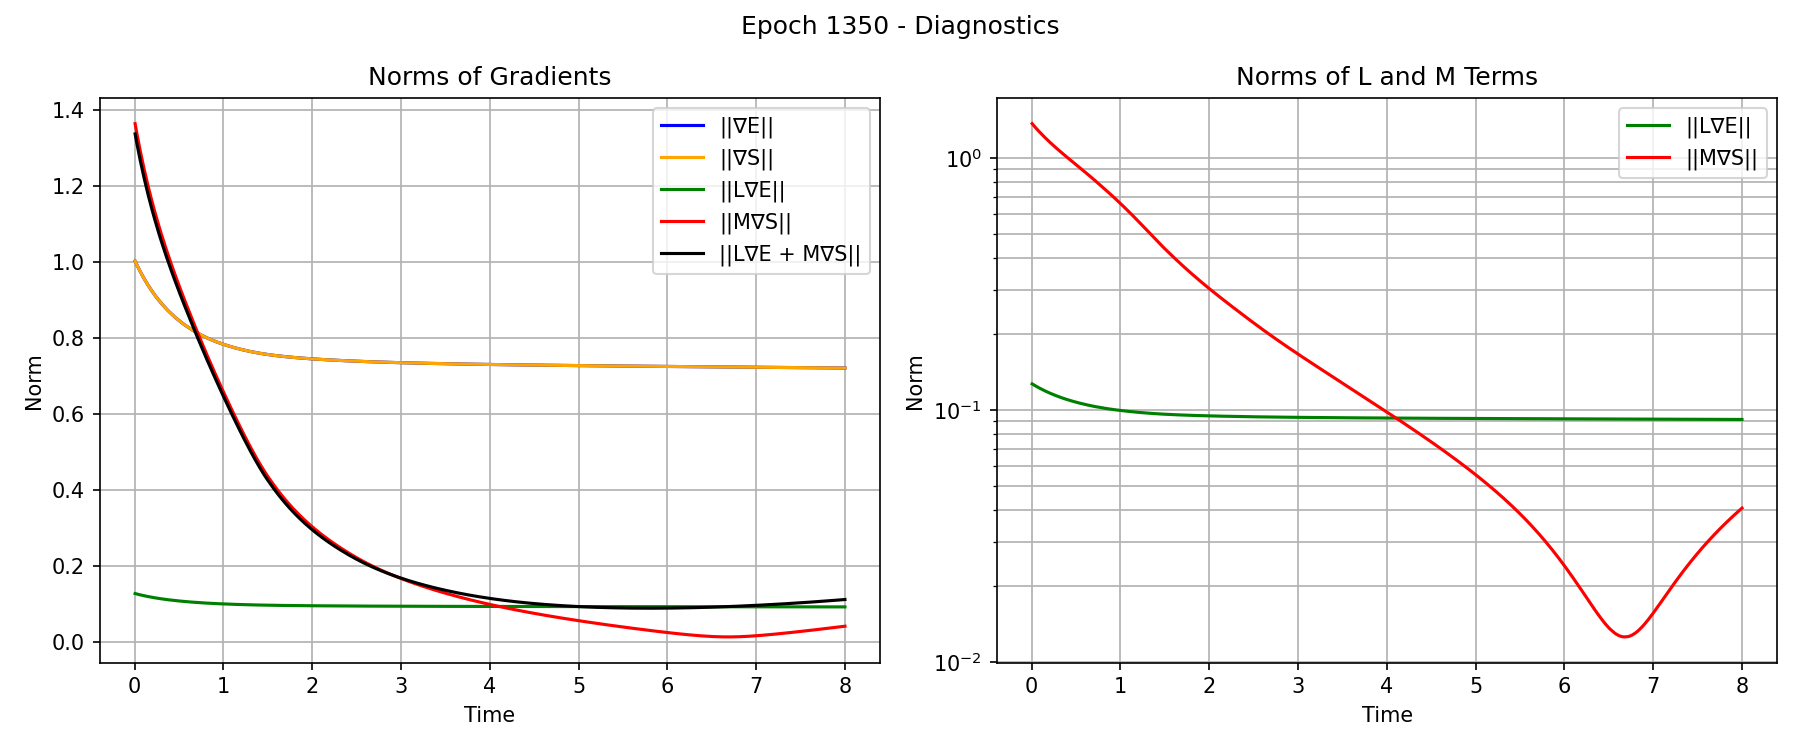 Epoch 1350 - Diagnostics
Norms of Gradients
1.4
1.2
1.0
0.8
0.6
0.4
0.2
0.0
Norm
0 1 2 3 4 5 6 7 8
Time
||∇E||
||∇S||
||L∇E||
||M∇S||
||L∇E + M∇S||
Norms of L and M Terms
10⁰
10⁻¹
10⁻²
Norm
0 1 2 3 4 5 6 7 8
Time
||L∇E||
||M∇S||